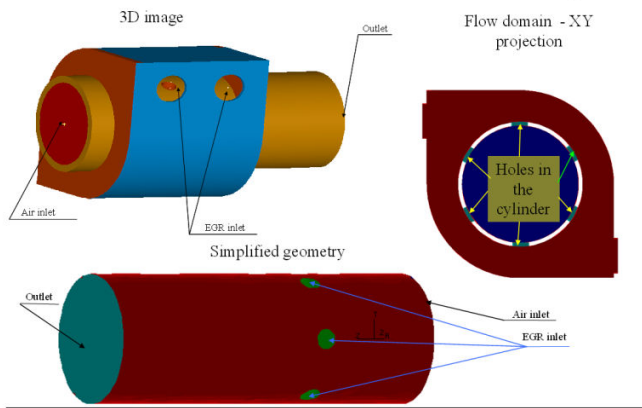 3D image
Outlet
Flow domain - XY
projection
Air inlet
EGR inlet
Holes in
the
cylinder
Simplified geometry
Outlet
Air inlet
EGR inlet